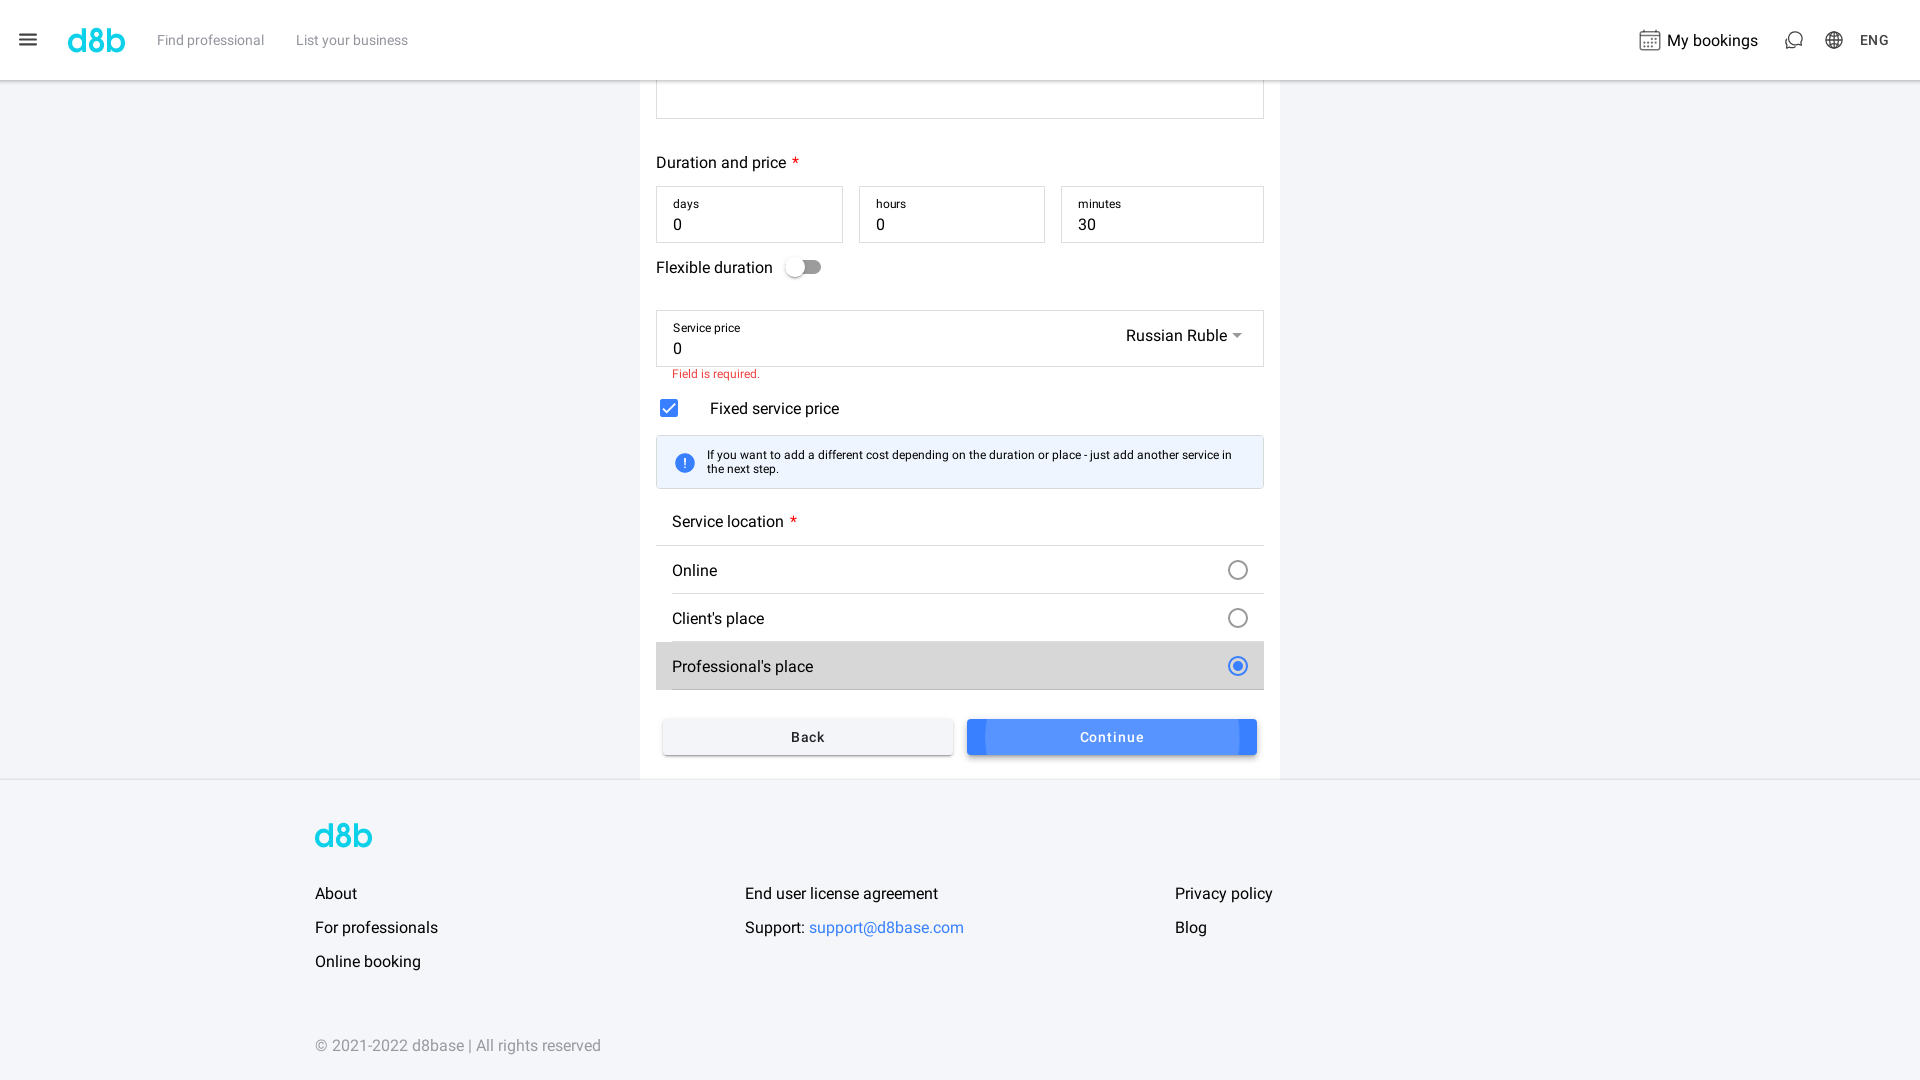 d8b
Find professional
List your business
My bookings
ENG
Duration and price *
days
0
hours
0
minutes
30
Flexible duration
Service price
0
Russian Ruble
Field is required.
Fixed service price
If you want to add a different cost depending on the duration or place - just add another service in
the next step.
Service location *
Online
Client's place
Professional's place
Back
Continue
d8b
About
End user license agreement
Privacy policy
For professionals
Support: support@d8base.com
Blog
Online booking
© 2021-2022 d8base | All rights reserved